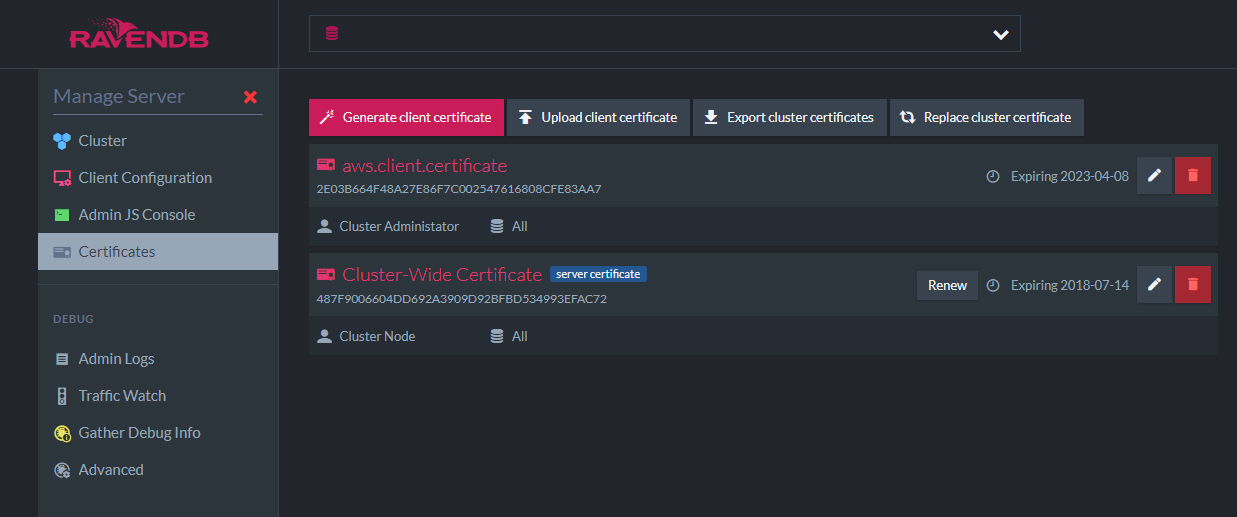 RAVENDB
Manage Server
Cluster
Client Configuration
Admin JS Console
Certificates
DEBUG
Admin Logs
Traffic Watch
Gather Debug Info
Advanced
Generate client certificate
Upload client certificate
Export cluster certificates
Replace cluster certificate
aws.client.certificate
2E03B664F48A27E86F7C002547616808CFE83AA7
Expiring 2023-04-08
Cluster Administator
All
Cluster-Wide Certificate server certificate
487F9006604DD692A3909D92BFBD534993EFAC72
Renew
Expiring 2018-07-14
Cluster Node
All